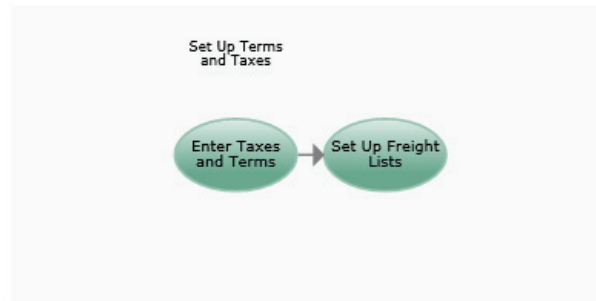 Set Up Terms
and Taxes
Enter Taxes
and Terms
Set Up Freight
Lists